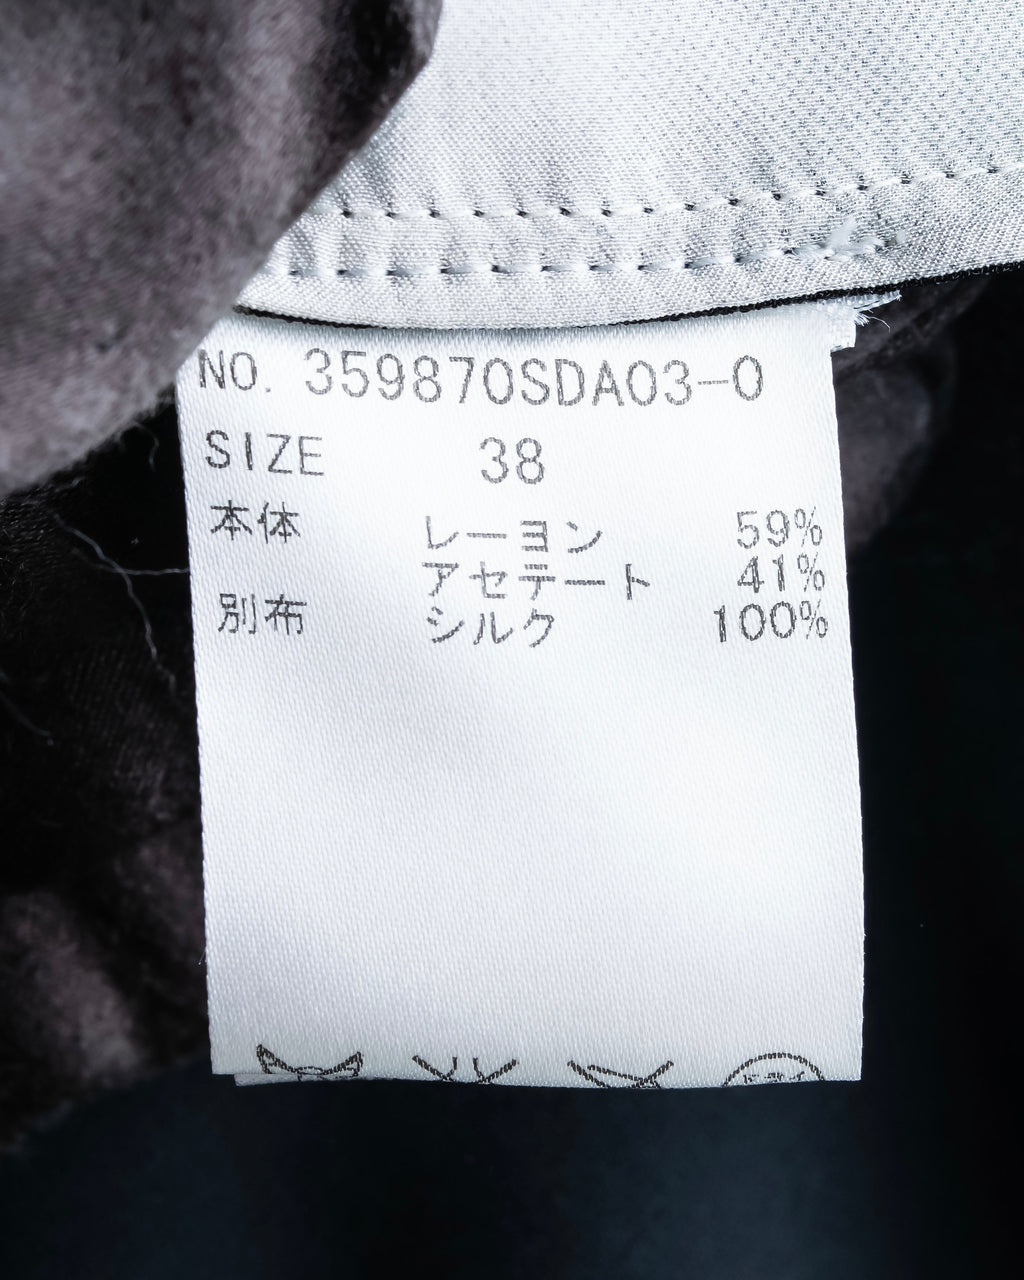 NO. 359870SDA03-0
SIZE 38
本体 レーヨン 59%
アセテート 41%
別布 シルク 100%